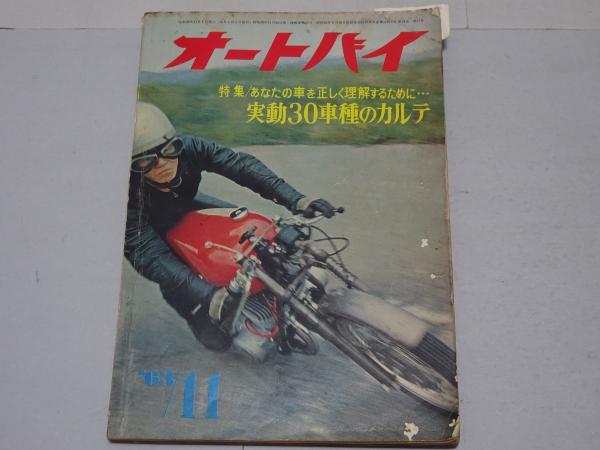 オートバイ
特集/あなたの車を正しく理解するために…
実動30車種のカルテ
'63/11